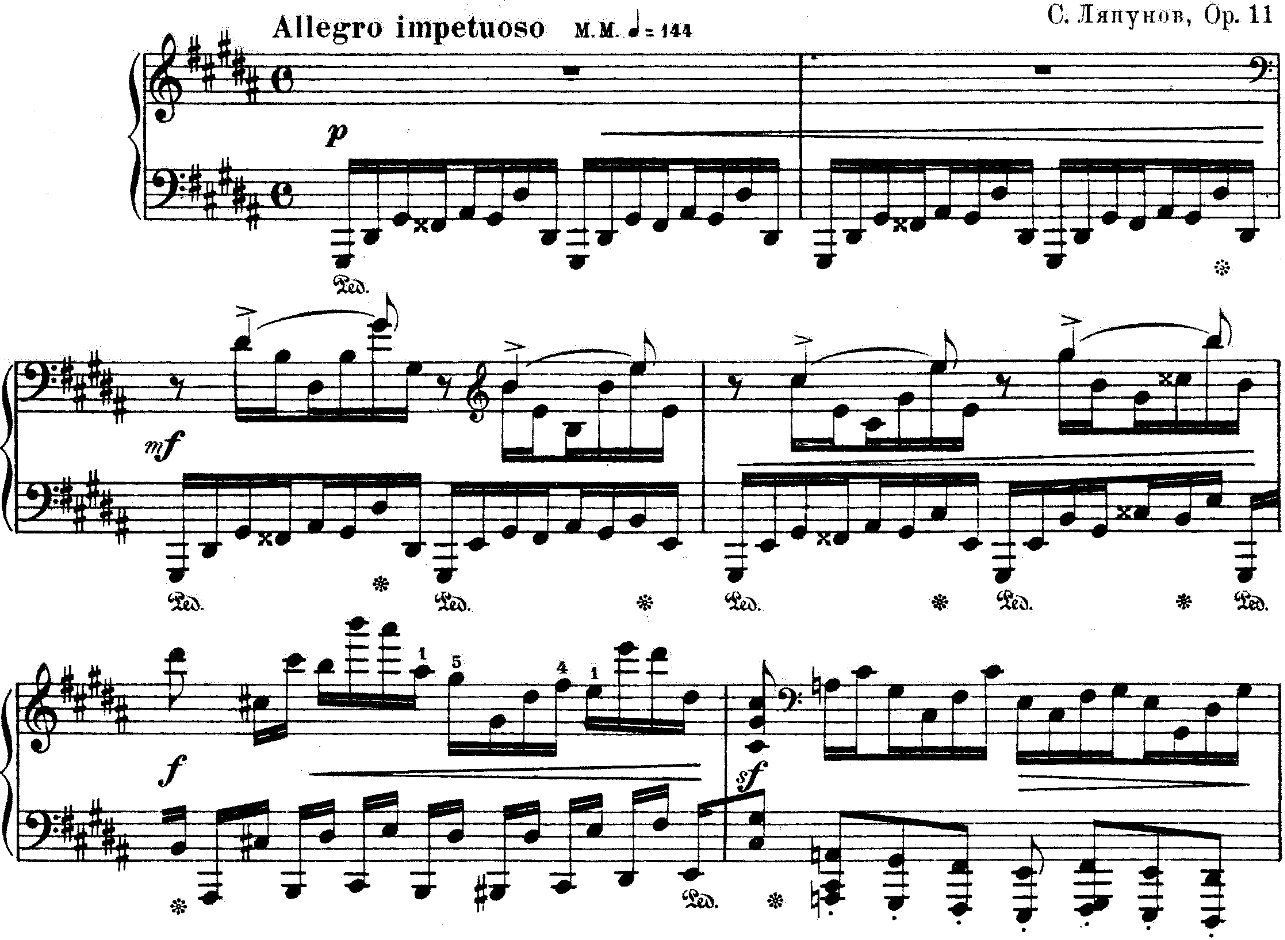 Allegro impetuoso M.M. ♩= 144
С. Ляпунов, Op. 11
p
Ped.
mf
Ped. Ped. Ped. Ped. Ped.
1 5 4 1
f
sf
Ped.